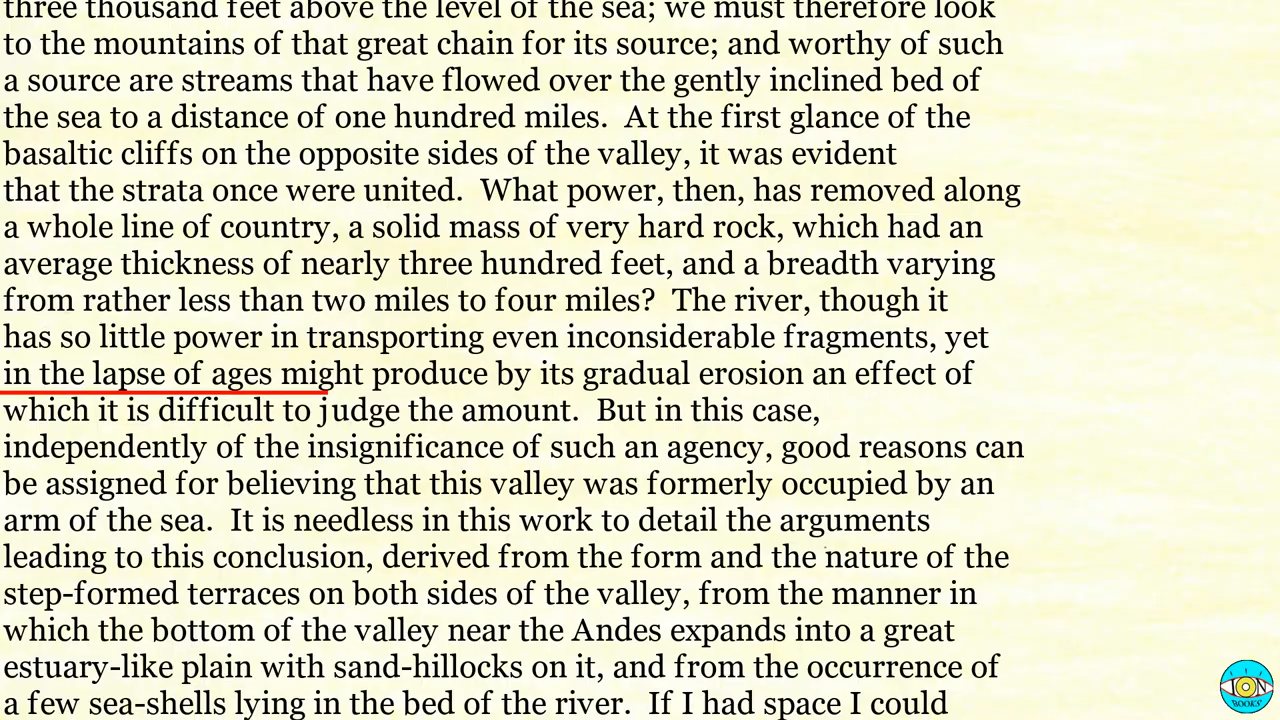 three thousand feet above the level of the sea; we must therefore look
to the mountains of that great chain for its source; and worthy of such
a source are streams that have flowed over the gently inclined bed of
the sea to a distance of one hundred miles.  At the first glance of the
basaltic cliffs on the opposite sides of the valley, it was evident
that the strata once were united.  What power, then, has removed along
a whole line of country, a solid mass of very hard rock, which had an
average thickness of nearly three hundred feet, and a breadth varying
from rather less than two miles to four miles?  The river, though it
has so little power in transporting even inconsiderable fragments, yet
in the lapse of ages might produce by its gradual erosion an effect of
which it is difficult to judge the amount.  But in this case,
independently of the insignificance of such an agency, good reasons can
be assigned for believing that this valley was formerly occupied by an
arm of the sea.  It is needless in this work to detail the arguments
leading to this conclusion, derived from the form and the nature of the
step-formed terraces on both sides of the valley, from the manner in
which the bottom of the valley near the Andes expands into a great
estuary-like plain with sand-hillocks on it, and from the occurrence of
a few sea-shells lying in the bed of the river.  If I had space I could
ION
BOOKS